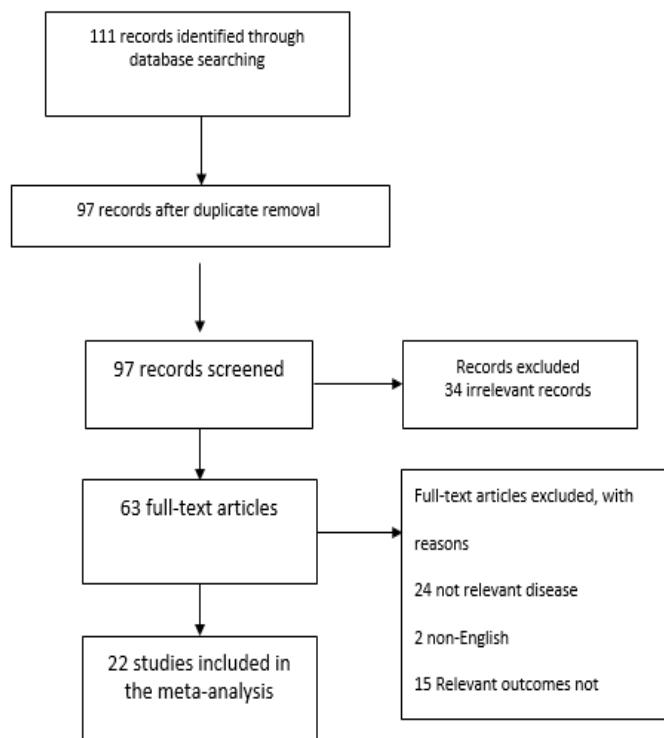 111 records identified through
database searching
97 records after duplicate removal
97 records screened
Records excluded
34 irrelevant records
63 full-text articles
Full-text articles excluded, with
reasons
24 not relevant disease
2 non-English
15 Relevant outcomes not
22 studies included in
the meta-analysis